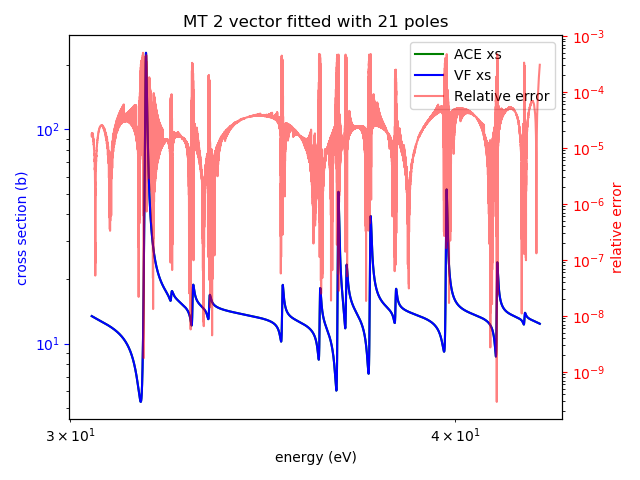 MT 2 vector fitted with 21 poles
ACE xs
VF xs
Relative error
cross section (b)
10²
10¹
relative error
10⁻³
10⁻⁴
10⁻⁵
10⁻⁶
10⁻⁷
10⁻⁸
10⁻⁹
3 × 10¹
4 × 10¹
energy (eV)